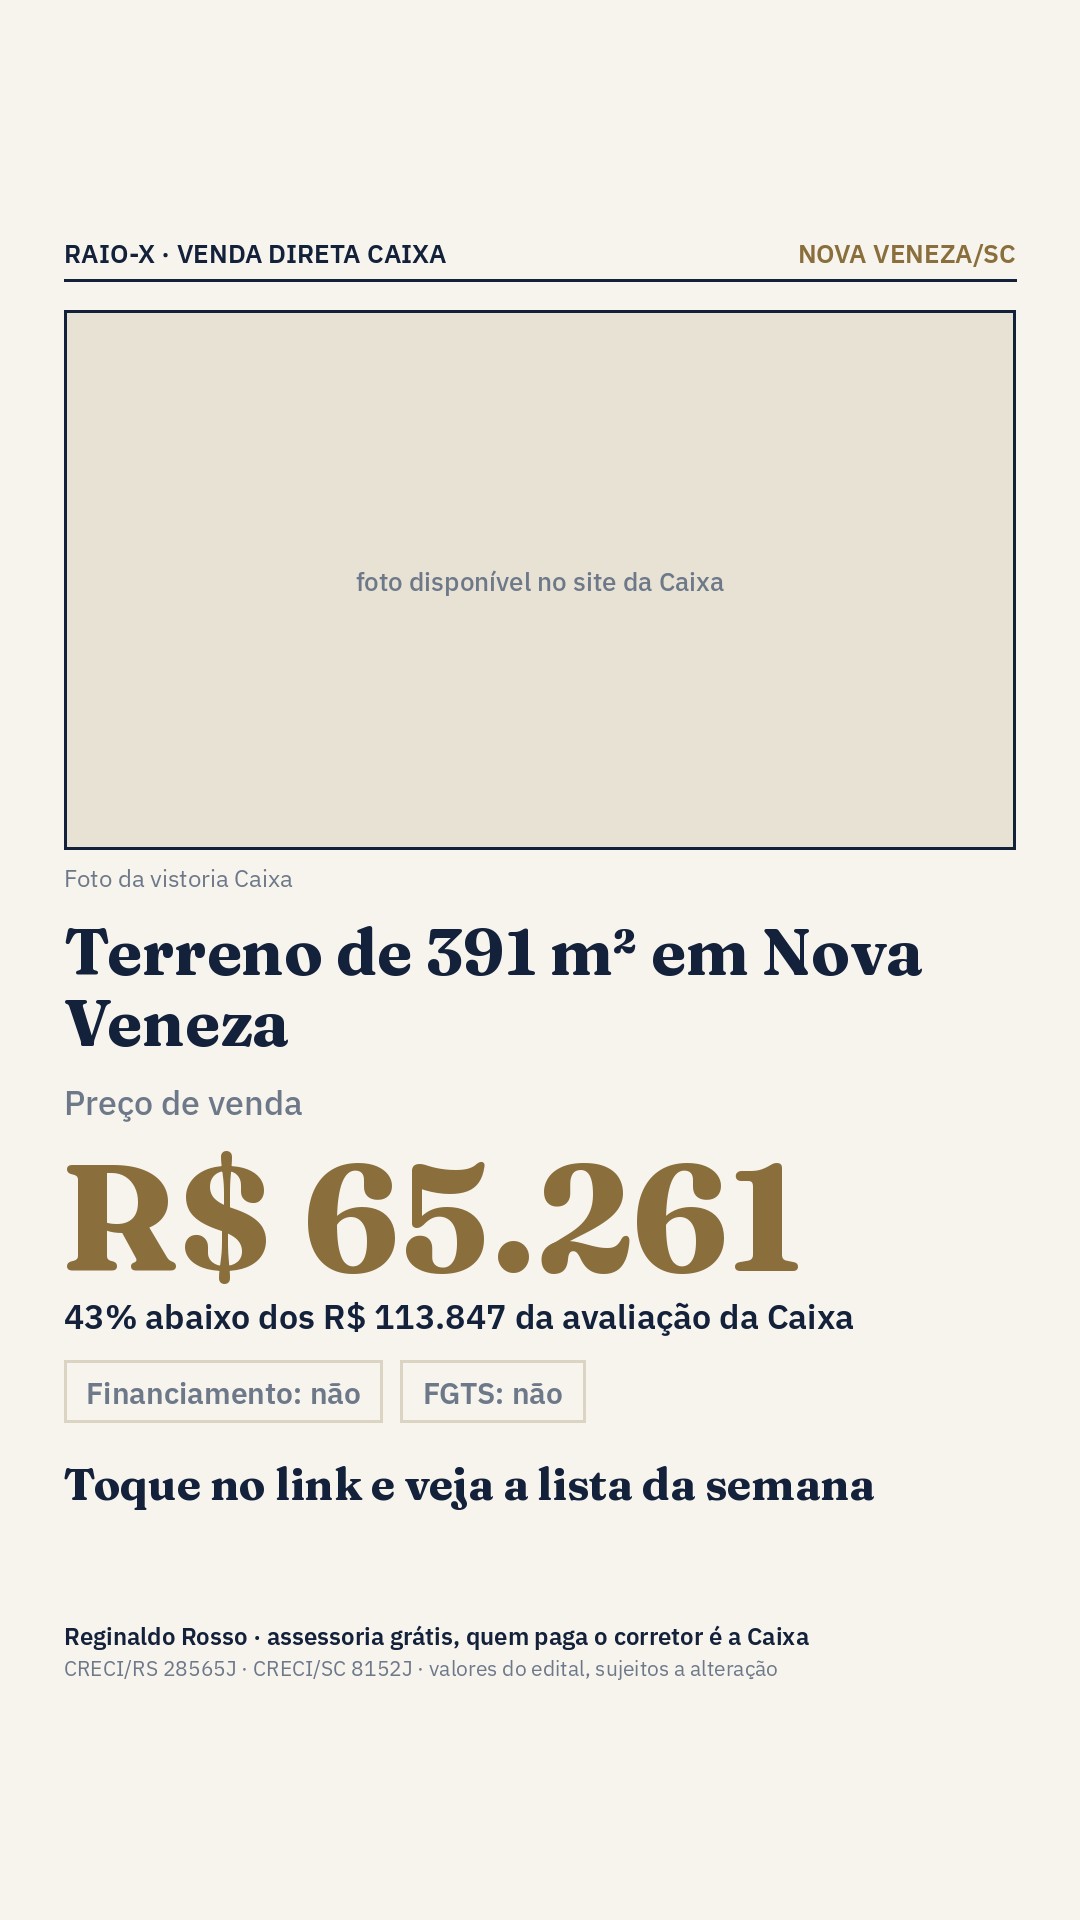 RAIO-X · VENDA DIRETA CAIXA
NOVA VENEZA/SC
foto disponível no site da Caixa
Foto da vistoria Caixa
Terreno de 391 m² em Nova
Veneza
Preço de venda
R$ 65.261
43% abaixo dos R$ 113.847 da avaliação da Caixa
Financiamento: não
FGTS: não
Toque no link e veja a lista da semana
Reginaldo Rosso · assessoria grátis, quem paga o corretor é a Caixa
CRECI/RS 28565J · CRECI/SC 8152J · valores do edital, sujeitos a alteração